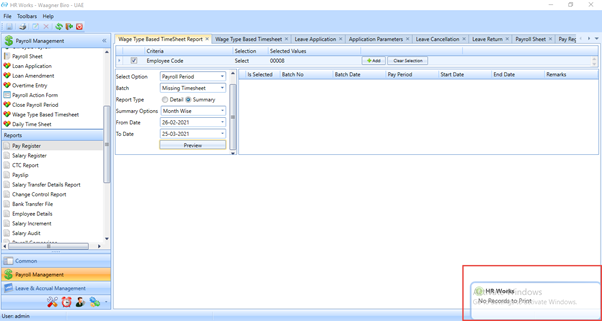 HR Works - Waagner Biro - UAE
File Toolbars Help
Payroll Management «
Wage Type Based TimeSheet Report Wage Type Based Timesheet Leave Application Application Parameters Leave Cancellation Leave Return Payroll Sheet Pay Reg
Criteria Selection Selected Values
Employee Code Select 00008 Add Clear Selection
Payroll Sheet
Loan Application
Loan Amendment
Overtime Entry
Payroll Action Form
Close Payroll Period
Wage Type Based Timesheet
Daily Time Sheet
Reports
Pay Register
Salary Register
CTC Report
Payslip
Salary Transfer Details Report
Change Control Report
Bank Transfer File
Employee Details
Salary Increment
Salary Audit
Payroll Comparison
Common
Payroll Management
Leave & Accrual Management
Select Option Payroll Period
Batch Missing Timesheet
Report Type Detail Summary
Summary Options Month Wise
From Date 26-02-2021
To Date 25-03-2021
Preview
Is Selected Batch No Batch Date Pay Period Start Date End Date Remarks
HR Works
No Records to Print
Windows
Activate Windows.
User: admin